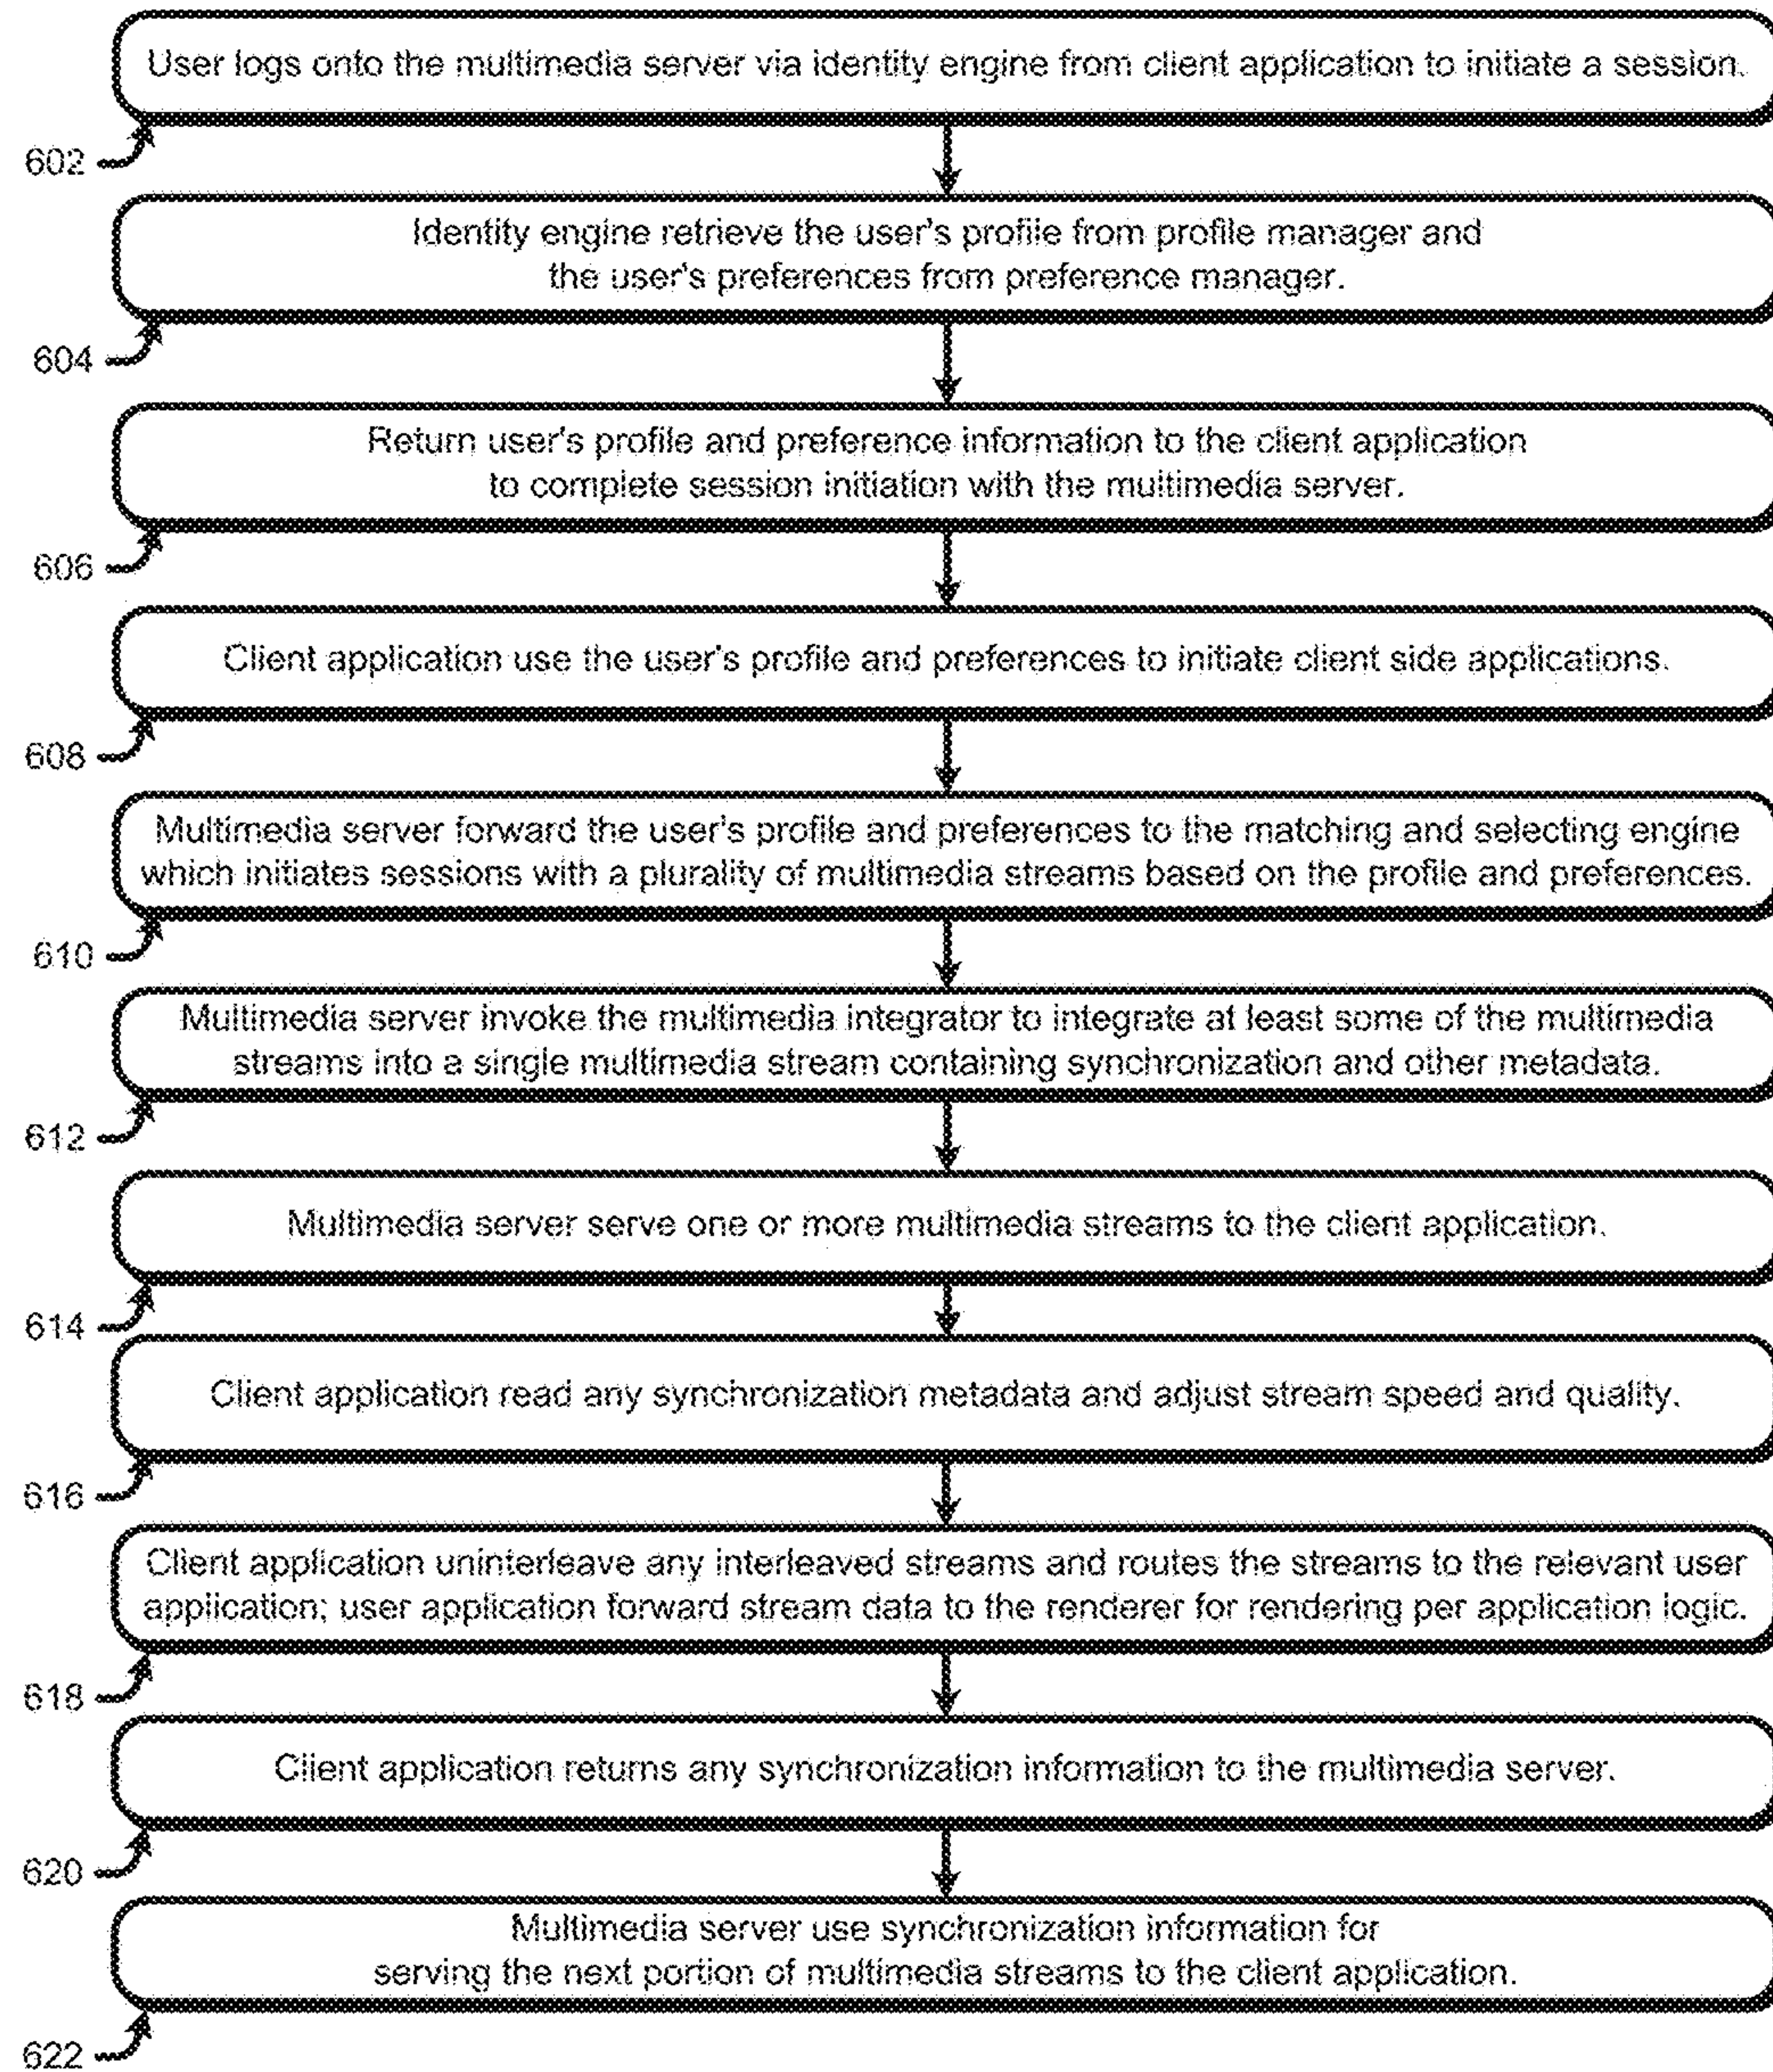 User logs onto the multimedia server via identity engine from client application to initiate a session.
602
Identity engine retrieve the user's profile from profile manager and
the user's preferences from preference manager.
604
Return user's profile and preference information to the client application
to complete session initiation with the multimedia server.
606
Client application use the user's profile and preferences to initiate client side applications.
608
Multimedia server forward the user's profile and preferences to the matching and selecting engine
which initiates sessions with a plurality of multimedia streams based on the profile and preferences.
610
Multimedia server invoke the multimedia integrator to integrate at least some of the multimedia
streams into a single multimedia stream containing synchronization and other metadata.
612
Multimedia server serve one or more multimedia streams to the client application.
614
Client application read any synchronization metadata and adjust stream speed and quality.
616
Client application uninterleave any interleaved streams and routes the streams to the relevant user
application; user application forward stream data to the renderer for rendering per application logic.
618
Client application returns any synchronization information to the multimedia server.
620
Multimedia server use synchronization information for
serving the next portion of multimedia streams to the client application.
622